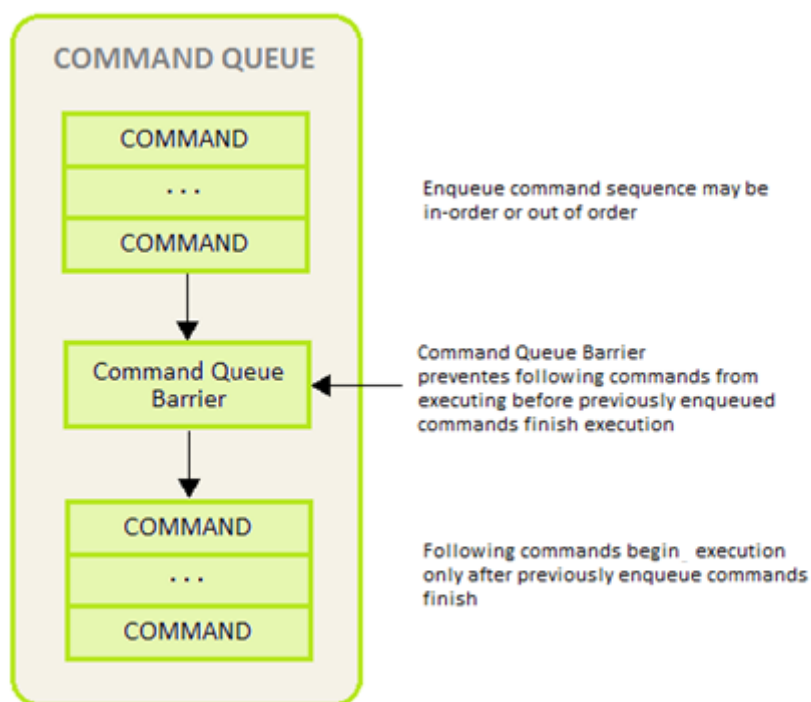 COMMAND QUEUE
COMMAND
...
COMMAND
Enqueue command sequence may be
in-order or out of order
Command Queue
Barrier
Command Queue Barrier
preventes following commands from
executing before previously enqueued
commands finish execution
COMMAND
...
COMMAND
Following commands begin_ execution
only after previously enqueue commands
finish